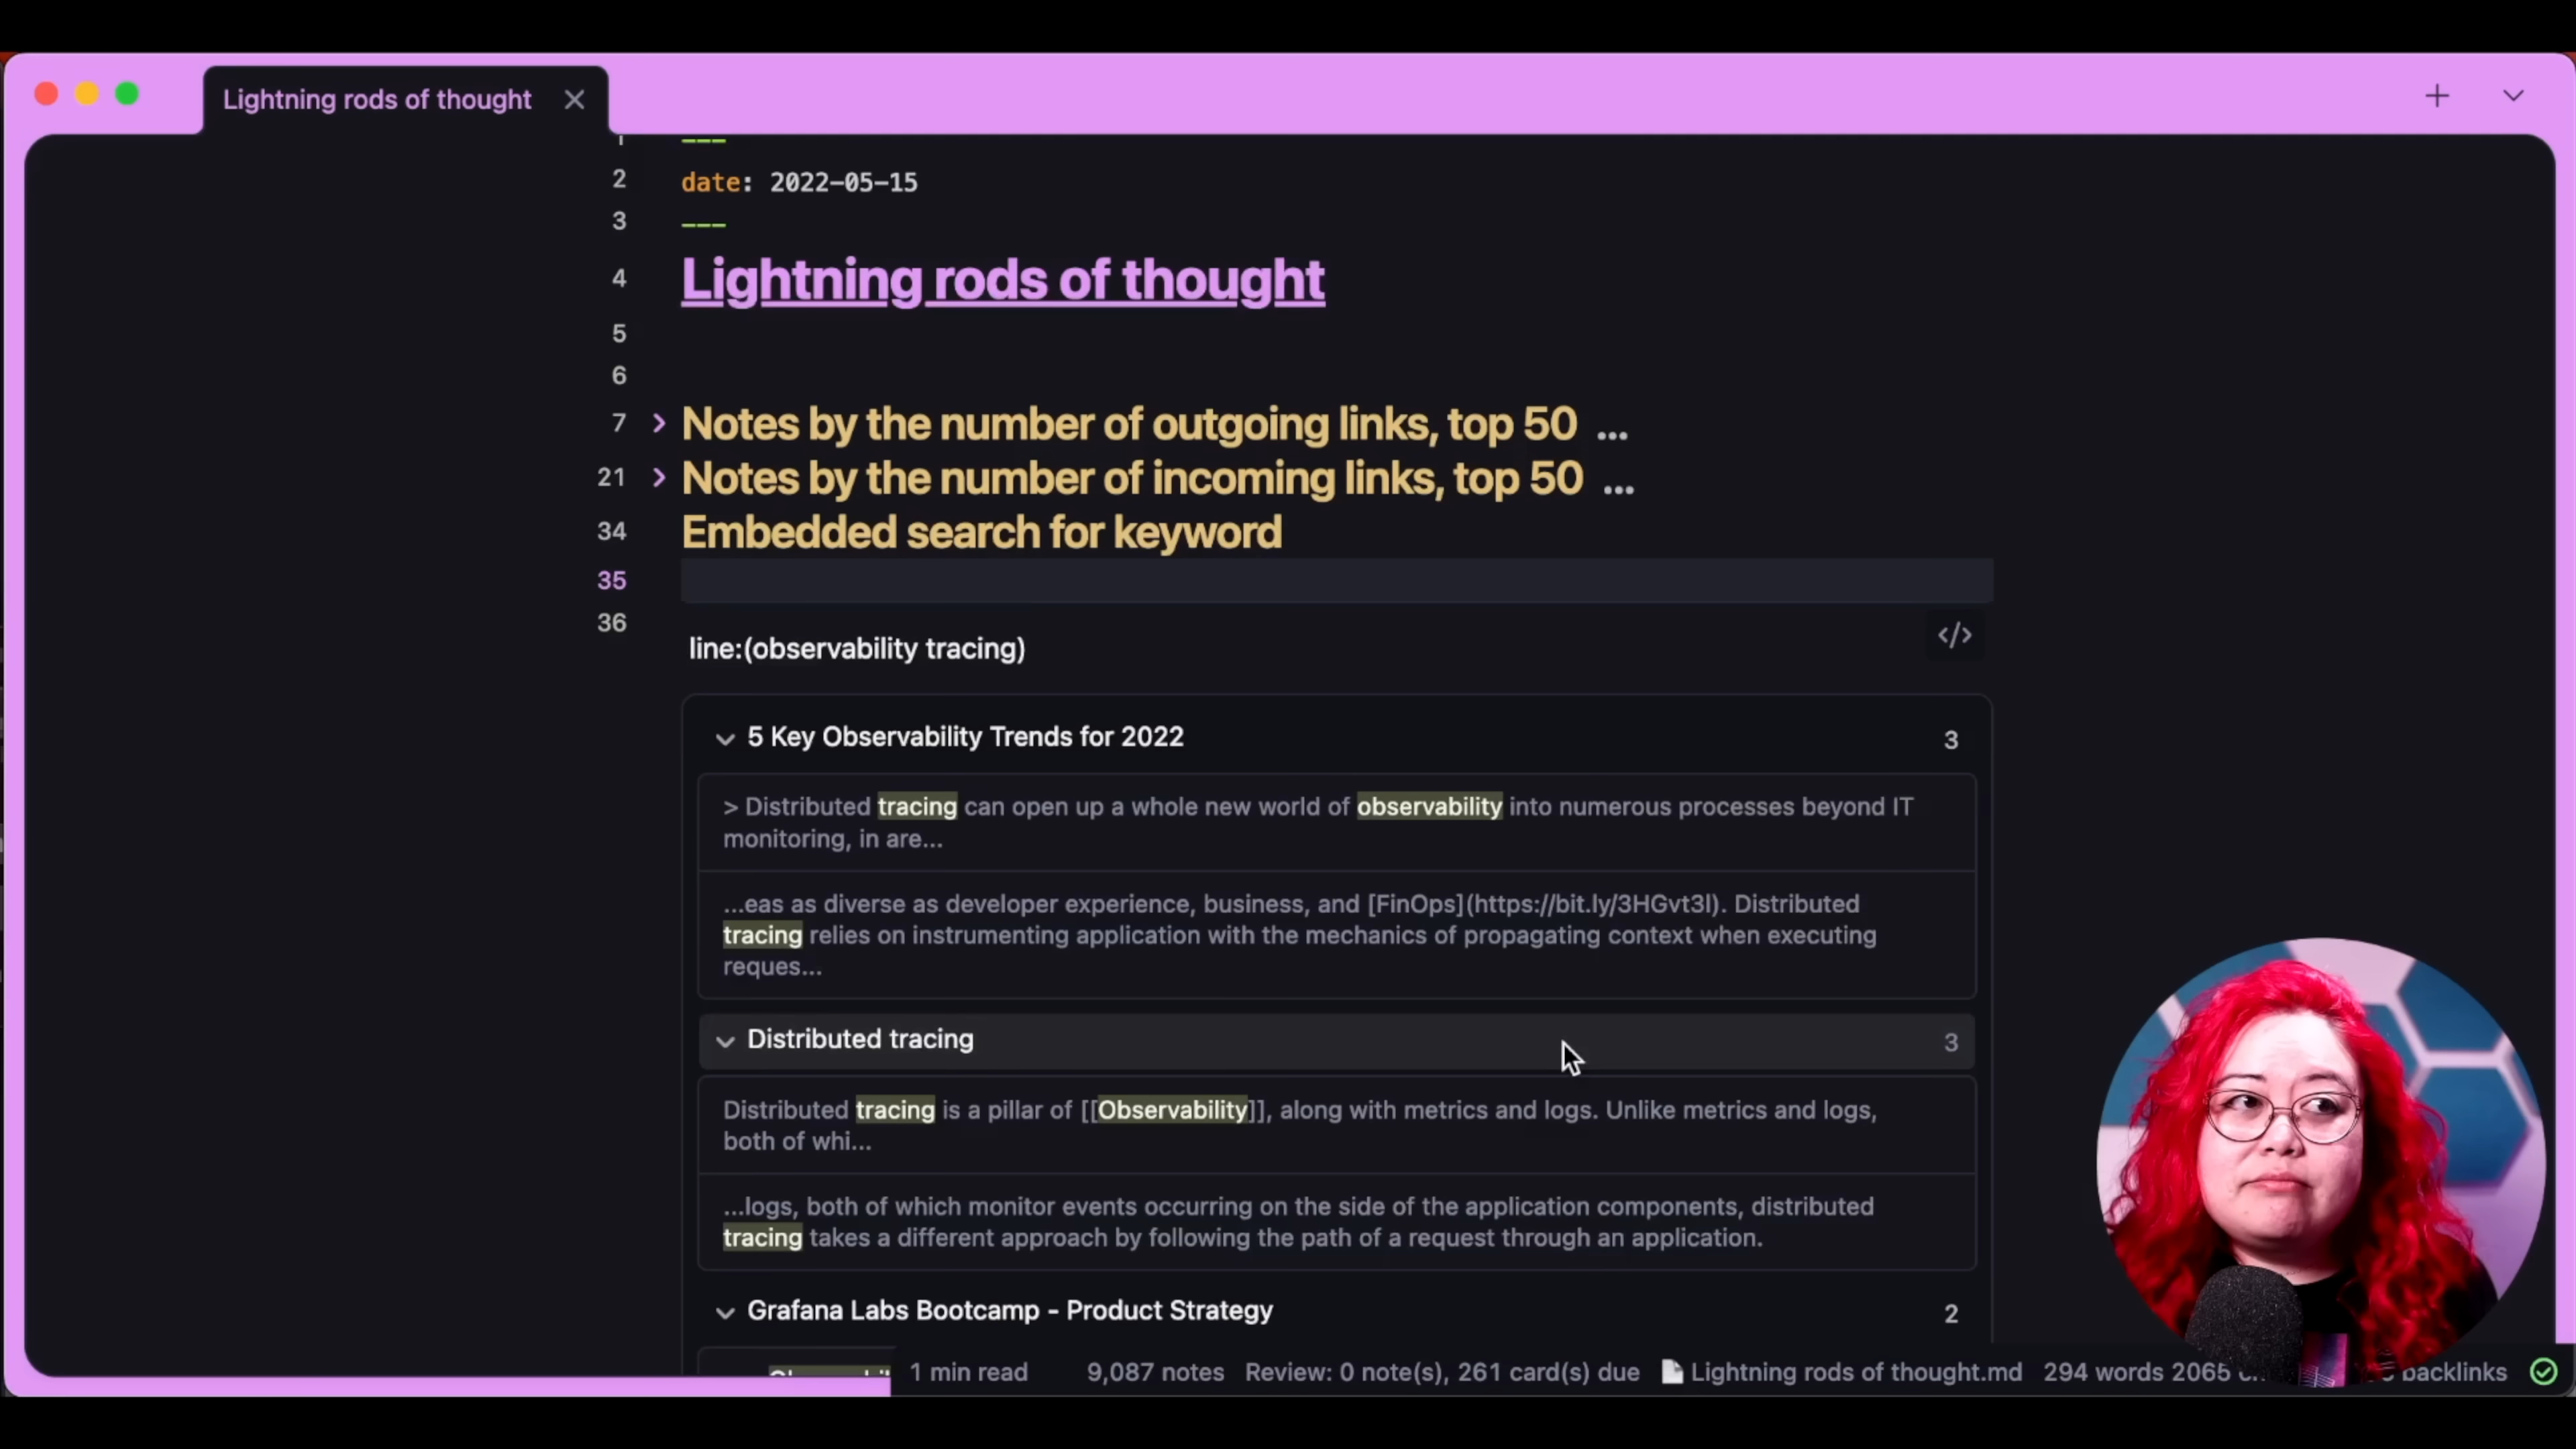 Lightning rods of thought
1 ---
2 date: 2022-05-15
3 ---
4 Lightning rods of thought
5
6
7 Notes by the number of outgoing links, top 50 ...
21 Notes by the number of incoming links, top 50 ...
34 Embedded search for keyword
35
36
line:(observability tracing)
</>
5 Key Observability Trends for 2022 3
> Distributed tracing can open up a whole new world of observability into numerous processes beyond IT
monitoring, in are...
...eas as diverse as developer experience, business, and [FinOps](https://bit.ly/3HGvt3l). Distributed
tracing relies on instrumenting application with the mechanics of propagating context when executing
reques...
Distributed tracing 3
Distributed tracing is a pillar of [[Observability]], along with metrics and logs. Unlike metrics and logs,
both of whi...
...logs, both of which monitor events occurring on the side of the application components, distributed
tracing takes a different approach by following the path of a request through an application.
Grafana Labs Bootcamp - Product Strategy 2
1 min read 9,087 notes Review: 0 note(s), 261 card(s) due Lightning rods of thought.md 294 words 2065 backlinks